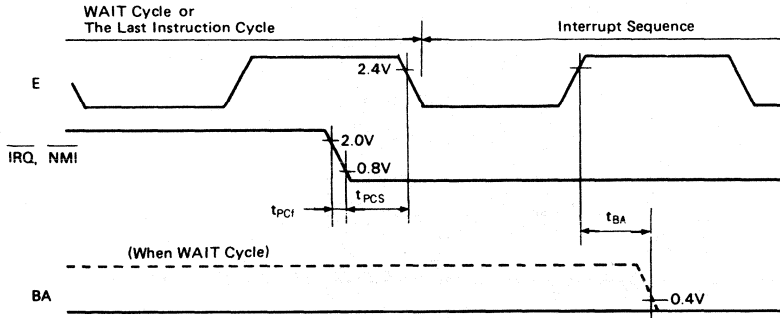 WAIT Cycle or
The Last Instruction Cycle
Interrupt Sequence
E
2.4V
IRQ, NMI
2.0V
0.8V
tPCf
tPCS
tBA
(When WAIT Cycle)
BA
0.4V